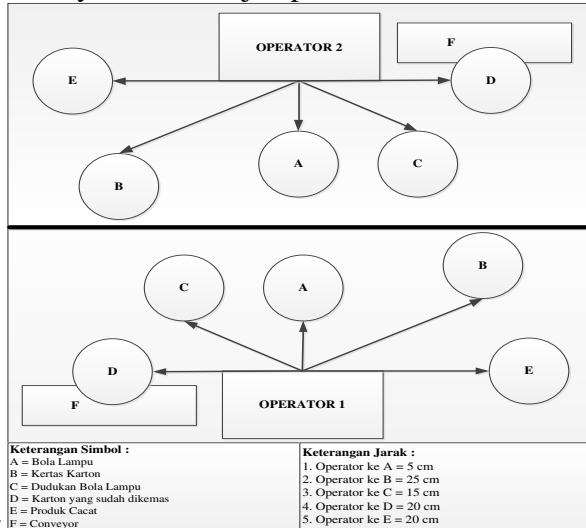 OPERATOR 2
F
E
D
A
C
B
B
C
A
D
E
F
OPERATOR 1
Keterangan Simbol :
A = Bola Lampu
B = Kertas Karton
C = Dudukan Bola Lampu
D = Karton yang sudah dikemas
E = Produk Cacat
F = Conveyor
Keterangan Jarak :
1. Operator ke A = 5 cm
2. Operator ke B = 25 cm
3. Operator ke C = 15 cm
4. Operator ke D = 20 cm
5. Operator ke E = 20 cm